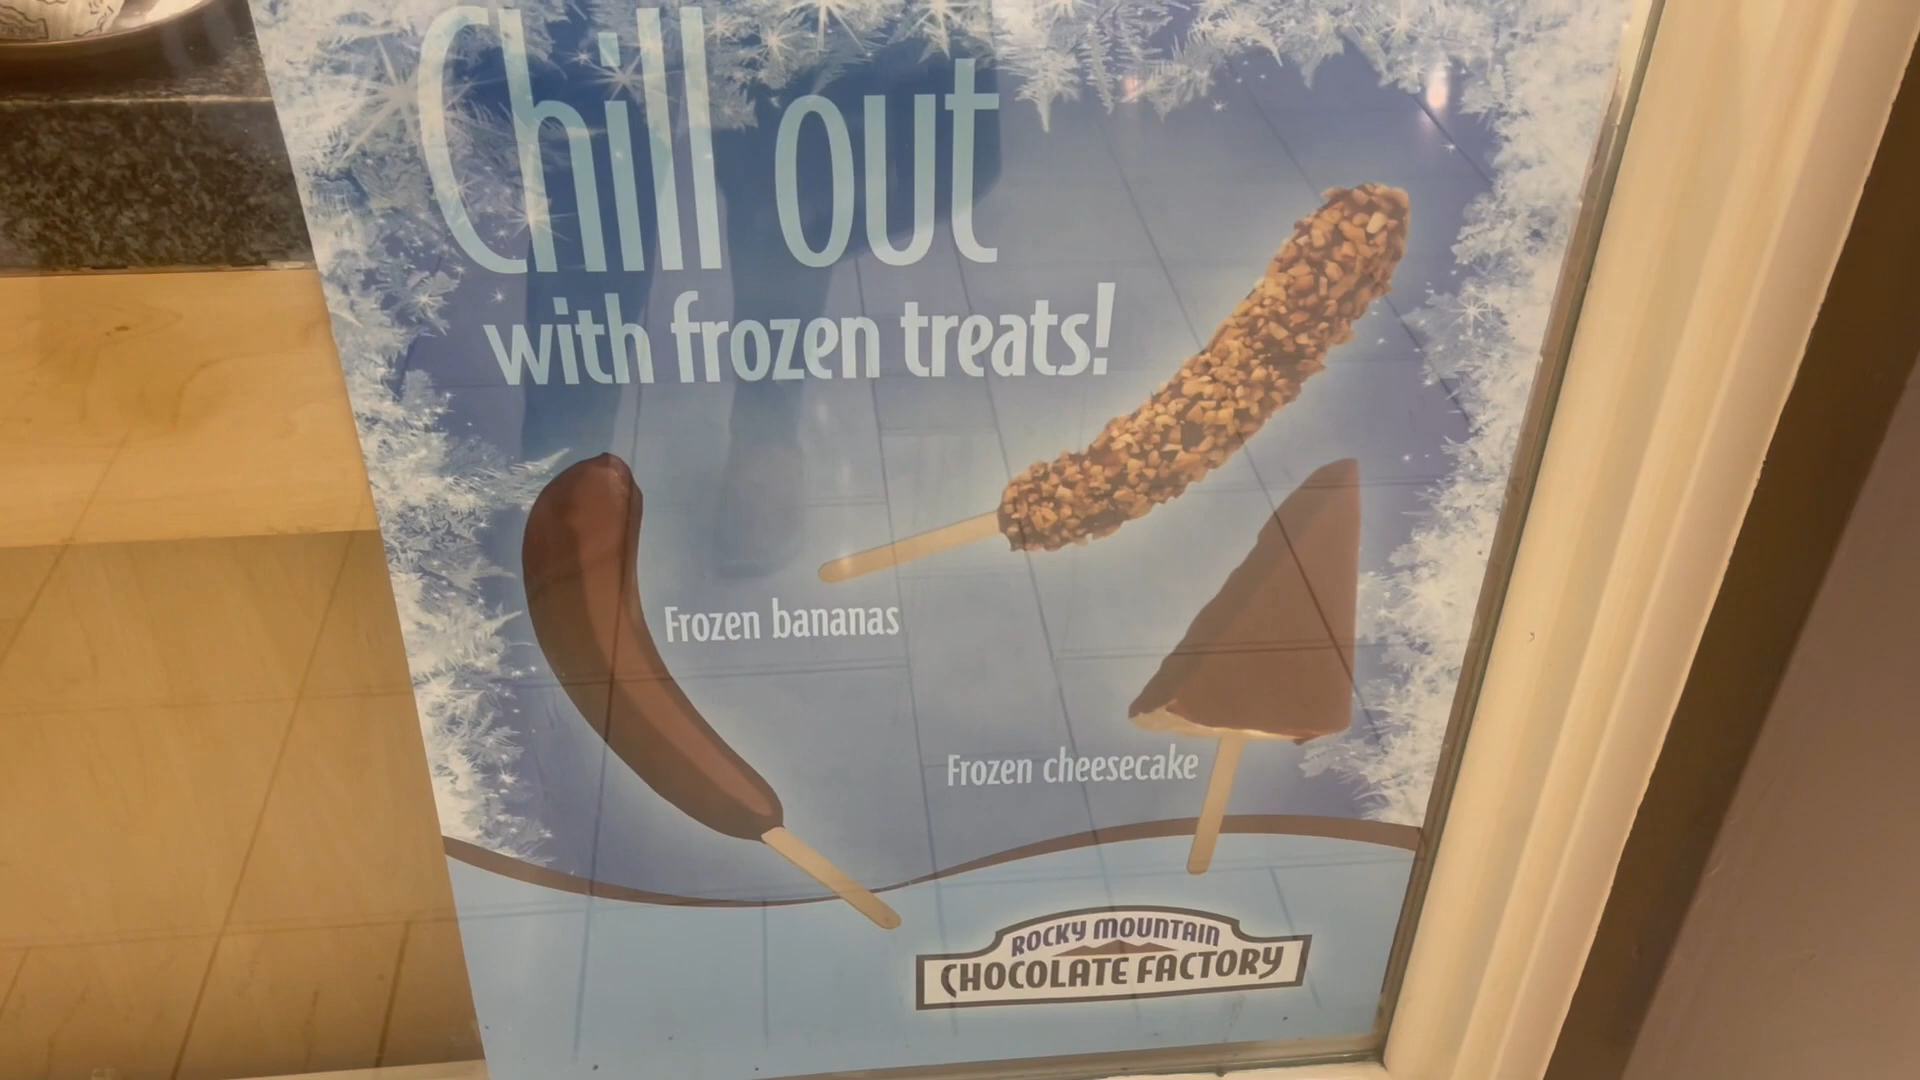 Chill out
with frozen treats!
Frozen bananas
Frozen cheesecake
ROCKY MOUNTAIN
CHOCOLATE FACTORY